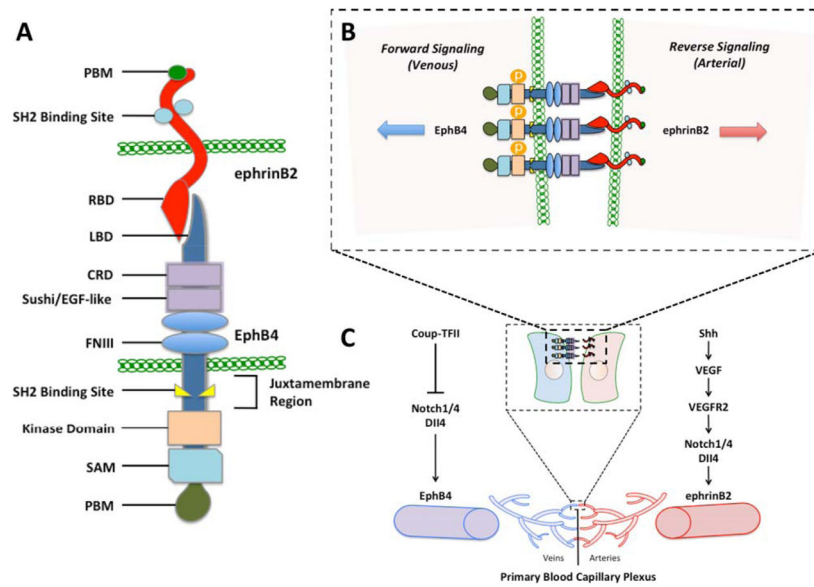 A
PBM
SH2 Binding Site
ephrinB2
RBD
LBD
CRD
Sushi/EGF-like
FNIII
EphB4
SH2 Binding Site
Juxtamembrane
Region
Kinase Domain
SAM
PBM
B
Forward Signaling
(Venous)
Reverse Signaling
(Arterial)
P
P
P
EphB4
ephrinB2
C
Coup-TFII
Notch1/4
Dll4
EphB4
Shh
VEGF
VEGFR2
Notch1/4
Dll4
ephrinB2
Veins
Arteries
Primary Blood Capillary Plexus